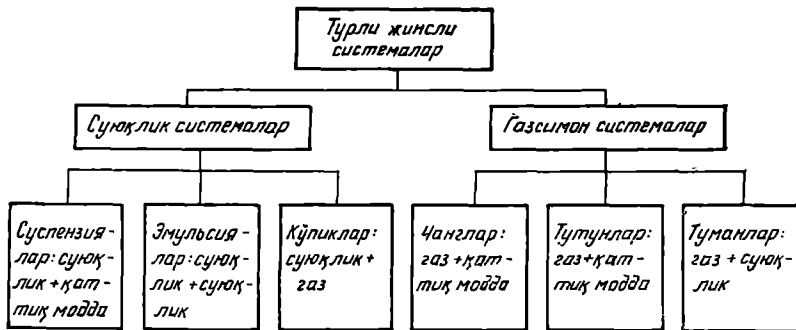 Турли жинсли
системалар
Суюқлик системалар
Газсимон системалар
Суспензия-
лар: суюқ-
лик + қат-
тиқ модда
Эмульсия-
лар: суюқ-
лик + суюқ-
лик
Кўпиклар:
суюқлик +
газ
Чанглар:
газ + қат-
тиқ модда
Тутунлар:
газ + қат-
тиқ модда
Туманлар:
газ + суюқ-
лик